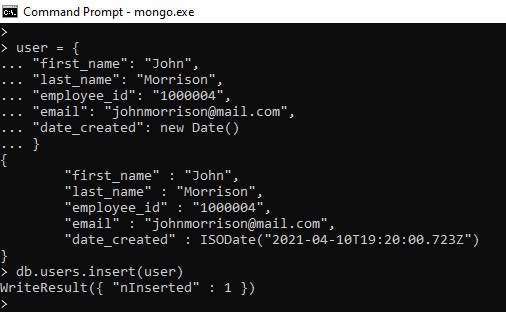 Command Prompt - mongo.exe
>
> user = {
... "first_name": "John",
... "last_name": "Morrison",
... "employee_id": "1000004",
... "email": "johnmorrison@mail.com",
... "date_created": new Date()
... }
{
        "first_name" : "John",
        "last_name" : "Morrison",
        "employee_id" : "1000004",
        "email" : "johnmorrison@mail.com",
        "date_created" : ISODate("2021-04-10T19:20:00.723Z")
}
> db.users.insert(user)
WriteResult({ "nInserted" : 1 })
>